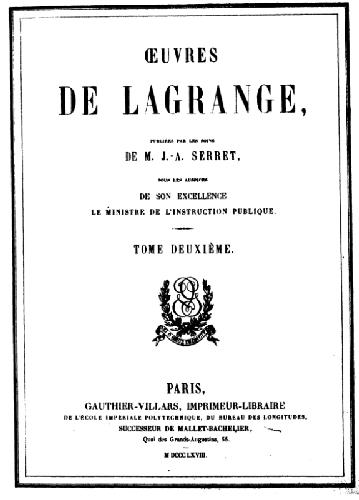 ŒUVRES
DE LAGRANGE,
PUBLIÉES PAR LES SOINS
DE M. J.-A. SERRET,
SOUS LES AUSPICES
DE SON EXCELLENCE
LE MINISTRE DE L'INSTRUCTION PUBLIQUE.
TOME DEUXIÈME.
PARIS,
GAUTHIER-VILLARS, IMPRIMEUR-LIBRAIRE
DE L'ÉCOLE IMPÉRIALE POLYTECHNIQUE, DU BUREAU DES LONGITUDES,
SUCCESSEUR DE MALLET-BACHELIER,
Quai des Grands-Augustins, 55.
M DCCC LXVIII